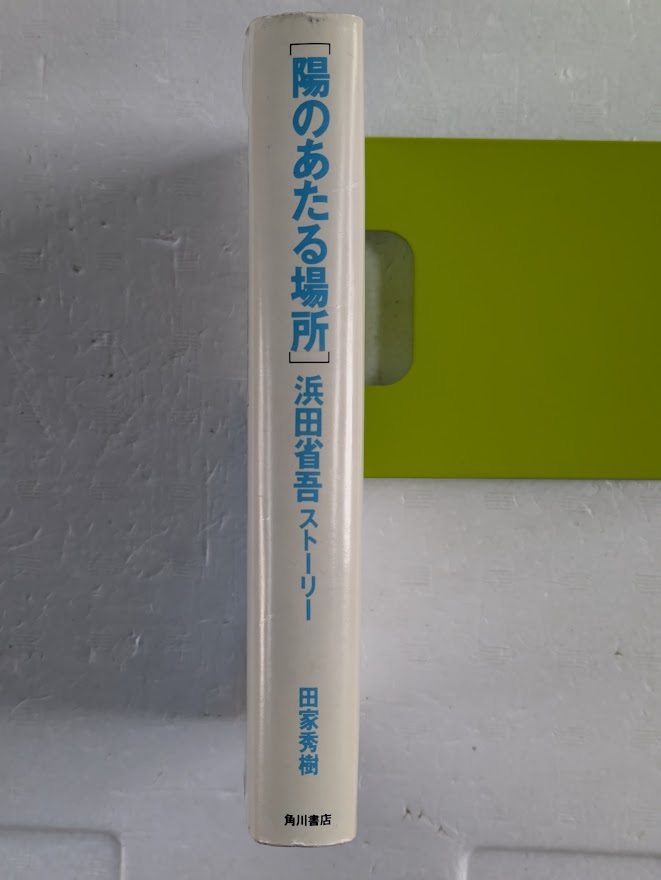 [陽のあたる場所]
浜田省吾ストーリー
田家秀樹
角川書店